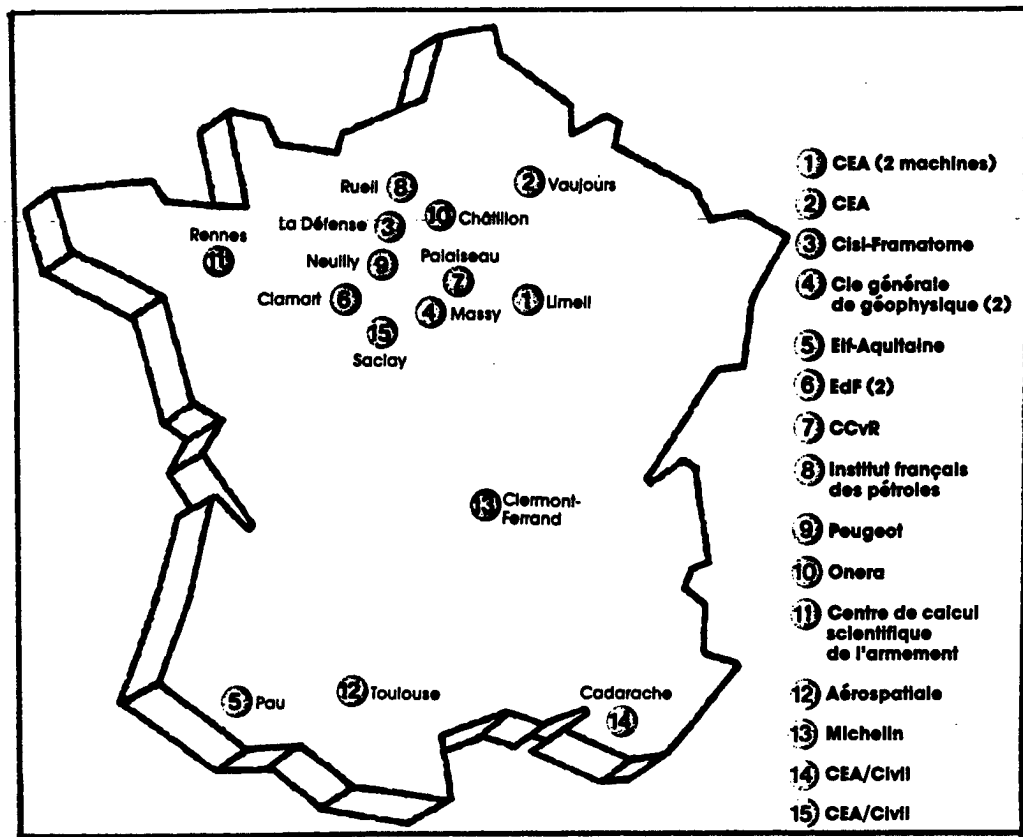 Rueil 8
2 Vaujours
10 Châtillon
La Défense 3
Rennes
11
Neuilly 9
Palaiseau
7
Clamart 6
4 Massy
1 Limeil
15
Saclay
13 Clermont-
Ferrand
5 Pau
12 Toulouse
Cadarache
14
1 CEA (2 machines)
2 CEA
3 Cisi-Framatome
4 Cie générale
de géophysique (2)
5 Elf-Aquitaine
6 EdF (2)
7 CCvR
8 Institut français
des pétroles
9 Peugeot
10 Onera
11 Centre de calcul
scientifique
de l'armement
12 Aérospatiale
13 Michelin
14 CEA/Civil
15 CEA/Civil